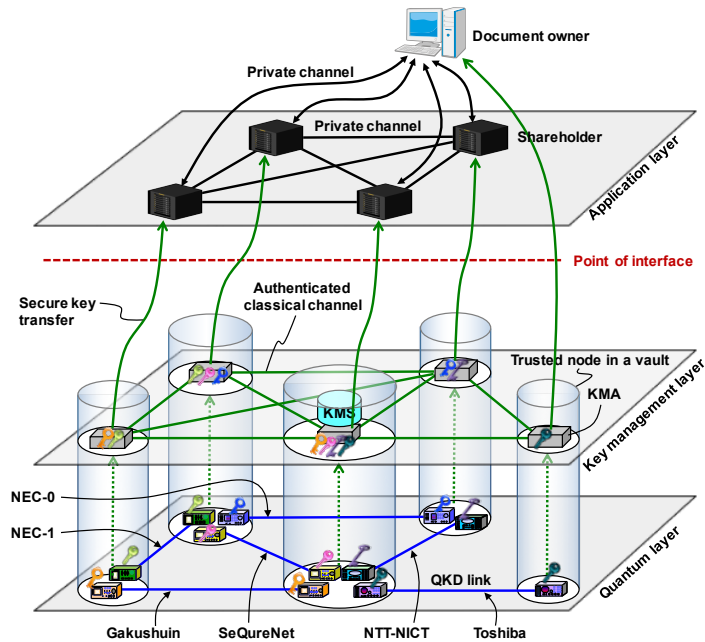 Document owner
Private channel
Private channel
Shareholder
Application layer
Point of interface
Secure key
transfer
Authenticated
classical channel
Trusted node in a vault
KMS
KMA
Key management layer
NEC-0
NEC-1
QKD link
Quantum layer
Gakushuin
SeQureNet
NTT-NICT
Toshiba